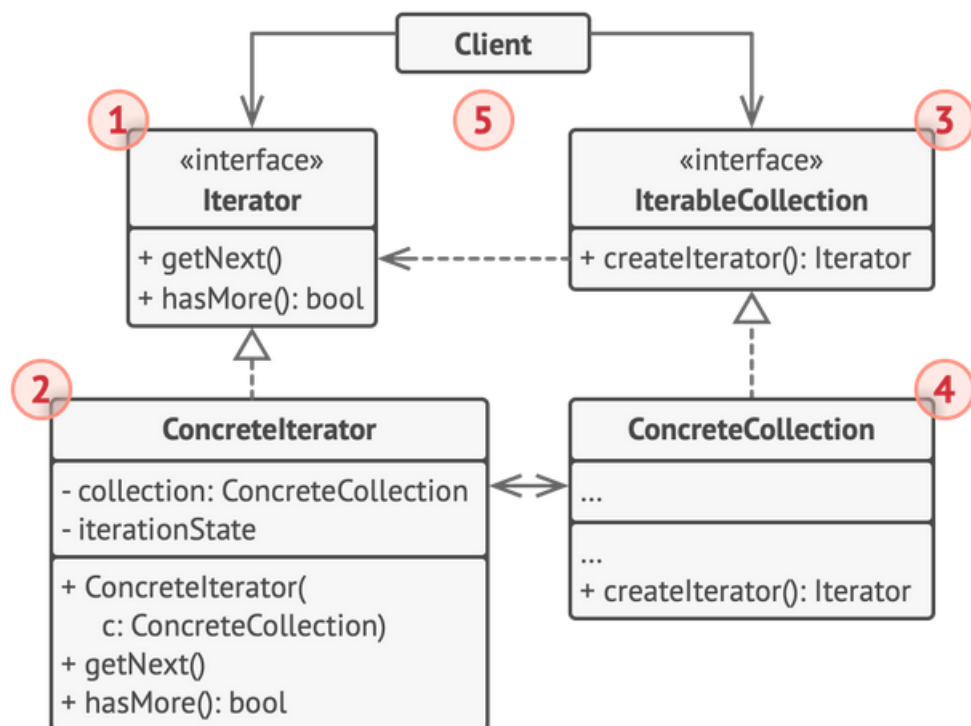 Client
1
5
3
«interface»
Iterator
+ getNext()
+ hasMore(): bool
«interface»
IterableCollection
+ createIterator(): Iterator
2
ConcreteIterator
- collection: ConcreteCollection
- iterationState
+ ConcreteIterator(
c: ConcreteCollection)
+ getNext()
+ hasMore(): bool
4
ConcreteCollection
...
...
+ createIterator(): Iterator